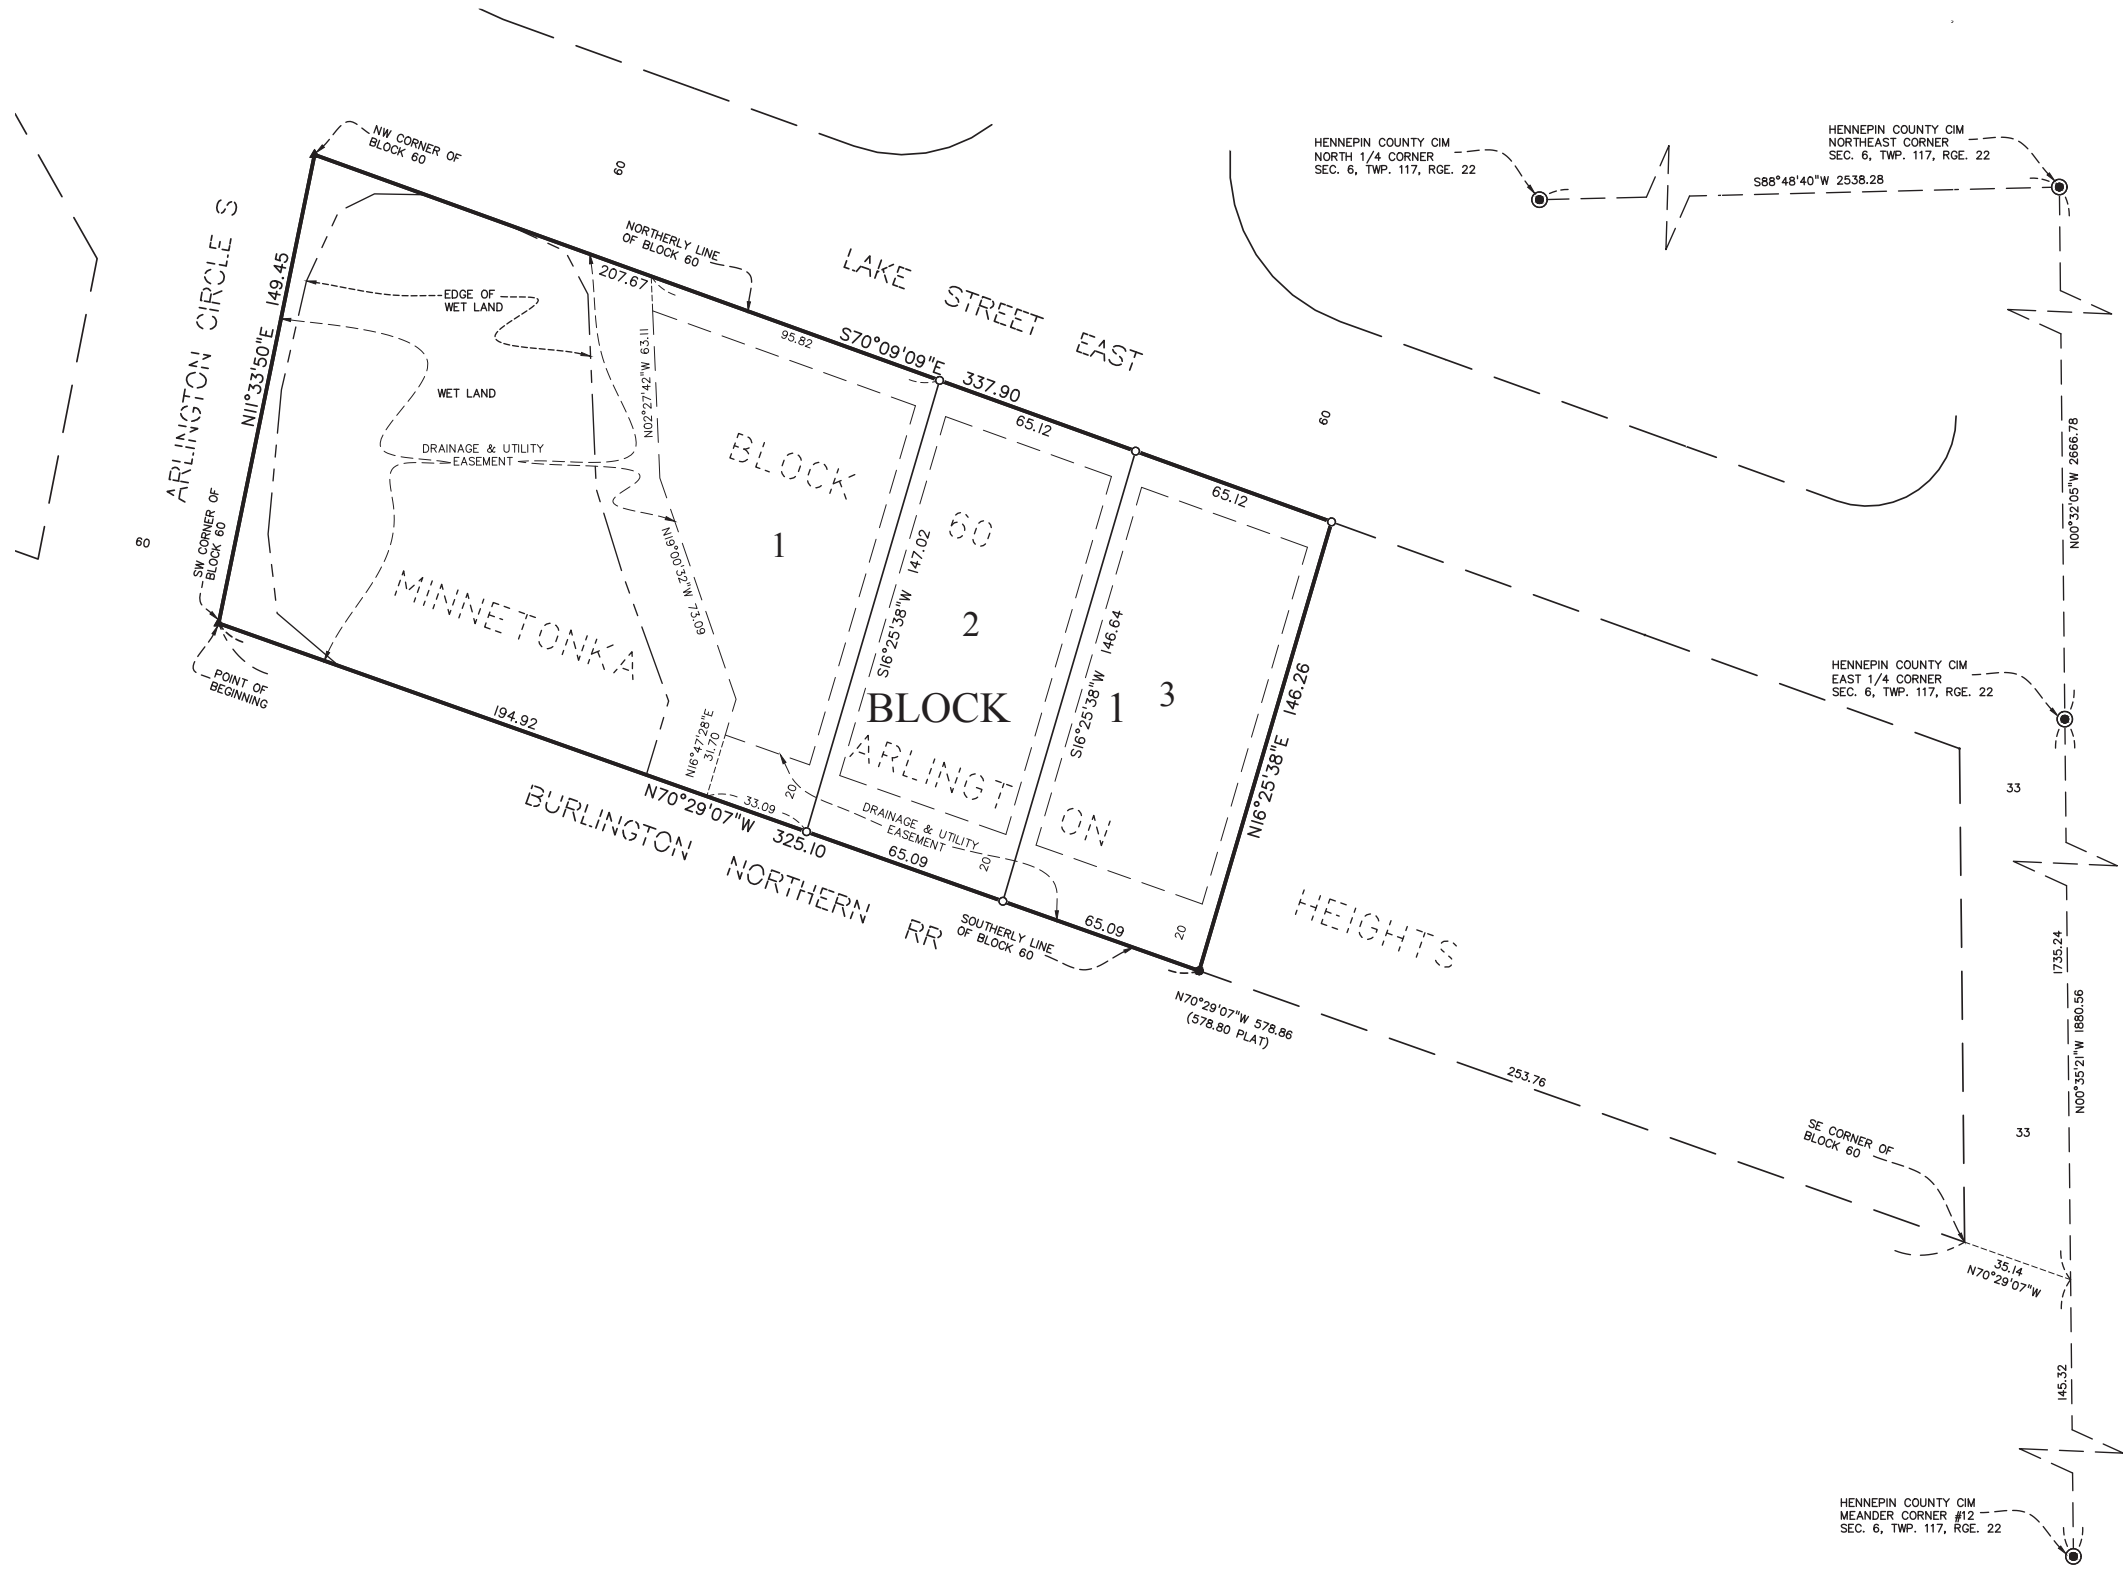 NW CORNER OF
BLOCK 60
60
HENNEPIN COUNTY CIM
NORTH 1/4 CORNER
SEC. 6, TWP. 117, RGE. 22
HENNEPIN COUNTY CIM
NORTHEAST CORNER
SEC. 6, TWP. 117, RGE. 22
S88°48'40"W 2538.28
ARLINGTON CIRCLE S
N11°33'50"E 149.45
NORTHERLY LINE
OF BLOCK 60
207.67
LAKE STREET EAST
EDGE OF
WET LAND
95.82
S70°09'09"E 337.90
N02°27'42"W 63.11
WET LAND
65.12
60
DRAINAGE & UTILITY
EASEMENT
BLOCK
60
65.12
N00°32'05"W 2666.78
60
SW CORNER OF
BLOCK 60
1
N19°00'32"W 73.09
S16°25'38"W 147.02
MINNETONKA
2
S16°25'38"W 146.64
3
N16°25'38"E 146.26
HENNEPIN COUNTY CIM
EAST 1/4 CORNER
SEC. 6, TWP. 117, RGE. 22
POINT OF
BEGINNING
194.92
BLOCK 1
N16°47'28"E
31.70
ARLINGT ON
33
20
33.09
N70°29'07"W 325.10
DRAINAGE & UTILITY
EASEMENT
BURLINGTON NORTHERN RR
65.09
20
65.09
20
SOUTHERLY LINE
OF BLOCK 60
HEIGHTS
1735.24
N00°35'21"W 1880.56
N70°29'07"W 578.86
(578.80 PLAT)
253.76
33
SE CORNER OF
BLOCK 60
35.14
N70°29'07"W
145.32
HENNEPIN COUNTY CIM
MEANDER CORNER #12
SEC. 6, TWP. 117, RGE. 22